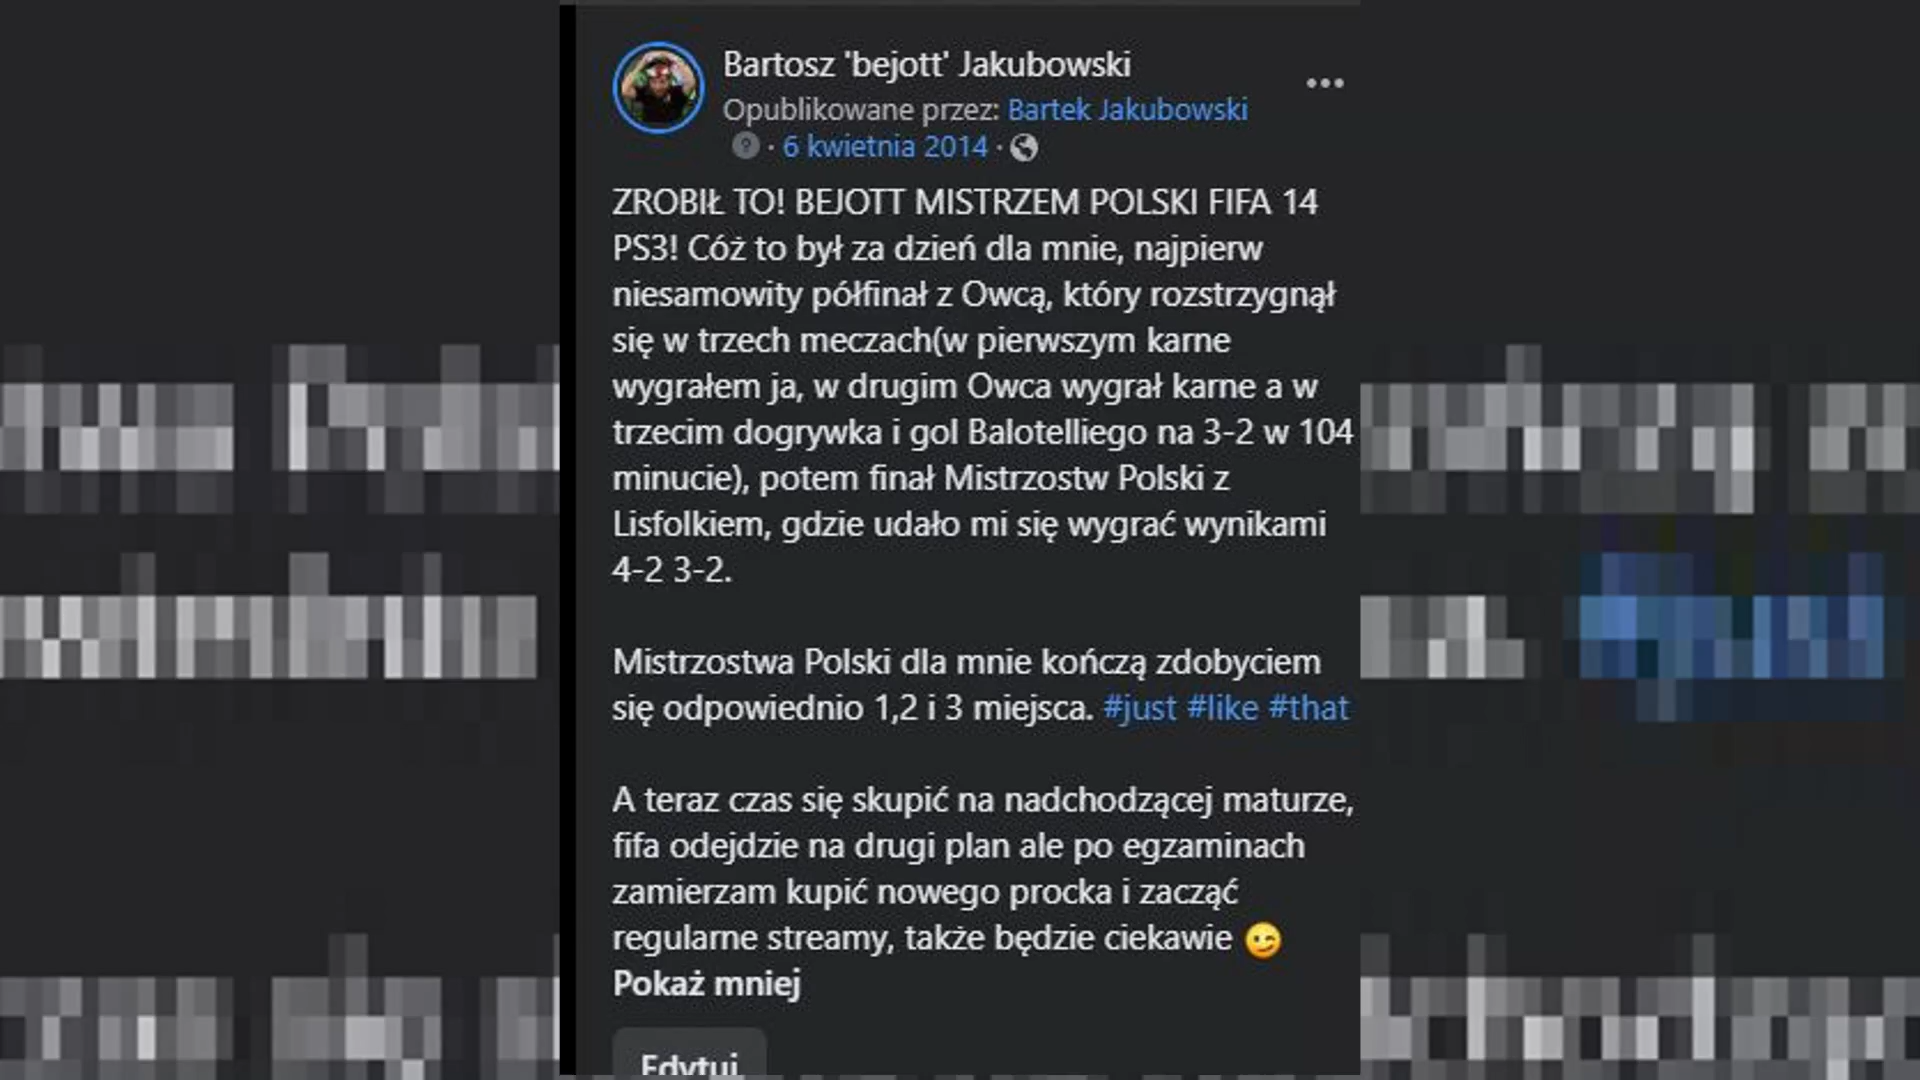 Bartosz 'bejott' Jakubowski
Opublikowane przez: Bartek Jakubowski
· 6 kwietnia 2014 ·
ZROBIŁ TO! BEJOTT MISTRZEM POLSKI FIFA 14
PS3! Cóż to był za dzień dla mnie, najpierw
niesamowity półfinał z Owcą, który rozstrzygnął
się w trzech meczach(w pierwszym karne
wygrałem ja, w drugim Owca wygrał karne a w
trzecim dogrywka i gol Balotelliego na 3-2 w 104
minucie), potem finał Mistrzostw Polski z
Lisfolkiem, gdzie udało mi się wygrać wynikami
4-2 3-2.
Mistrzostwa Polski dla mnie kończą zdobyciem
się odpowiednio 1,2 i 3 miejsca. #just #like #that
A teraz czas się skupić na nadchodzącej maturze,
fifa odejdzie na drugi plan ale po egzaminach
zamierzam kupić nowego procka i zacząć
regularne streamy, także będzie ciekawie 😉
Pokaż mniej
Edytuj